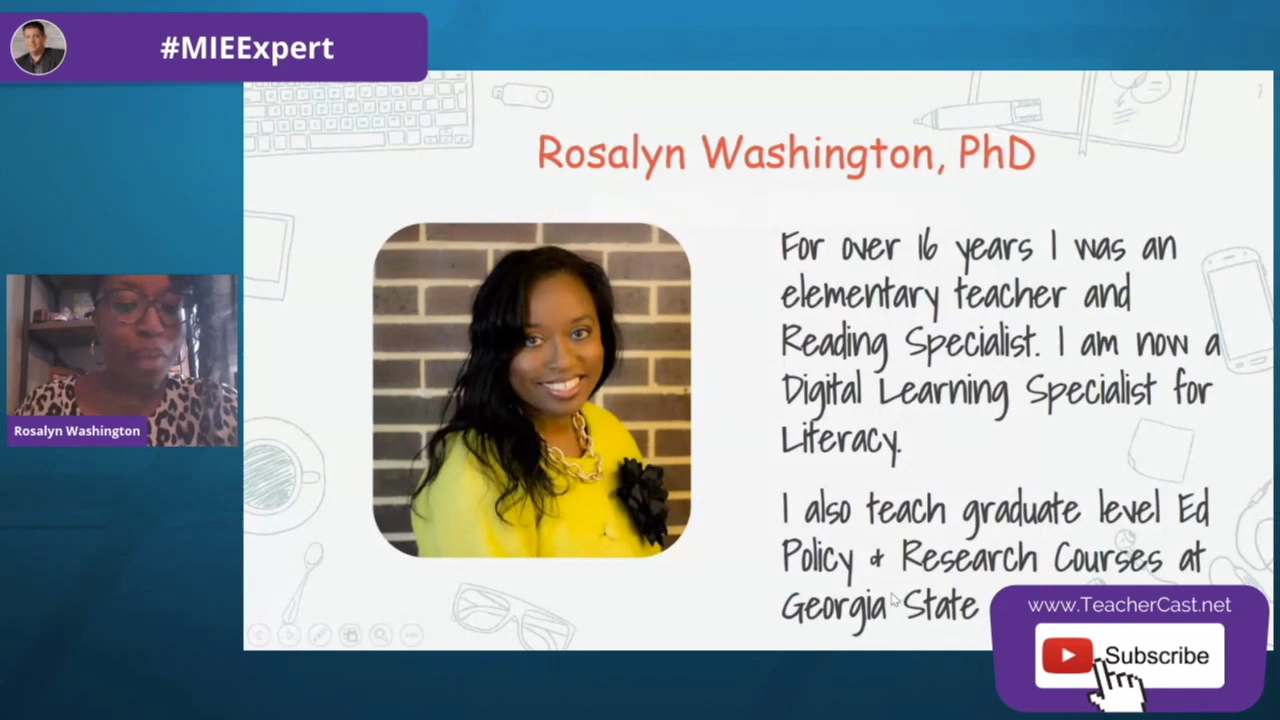 #MIEExpert
Rosalyn Washington, PhD
For over 16 years I was an
elementary teacher and
Reading Specialist. I am now a
Digital Learning Specialist for
Literacy.
I also teach graduate level Ed
Policy & Research Courses at
Georgia State
Rosalyn Washington
www.TeacherCast.net
Subscribe